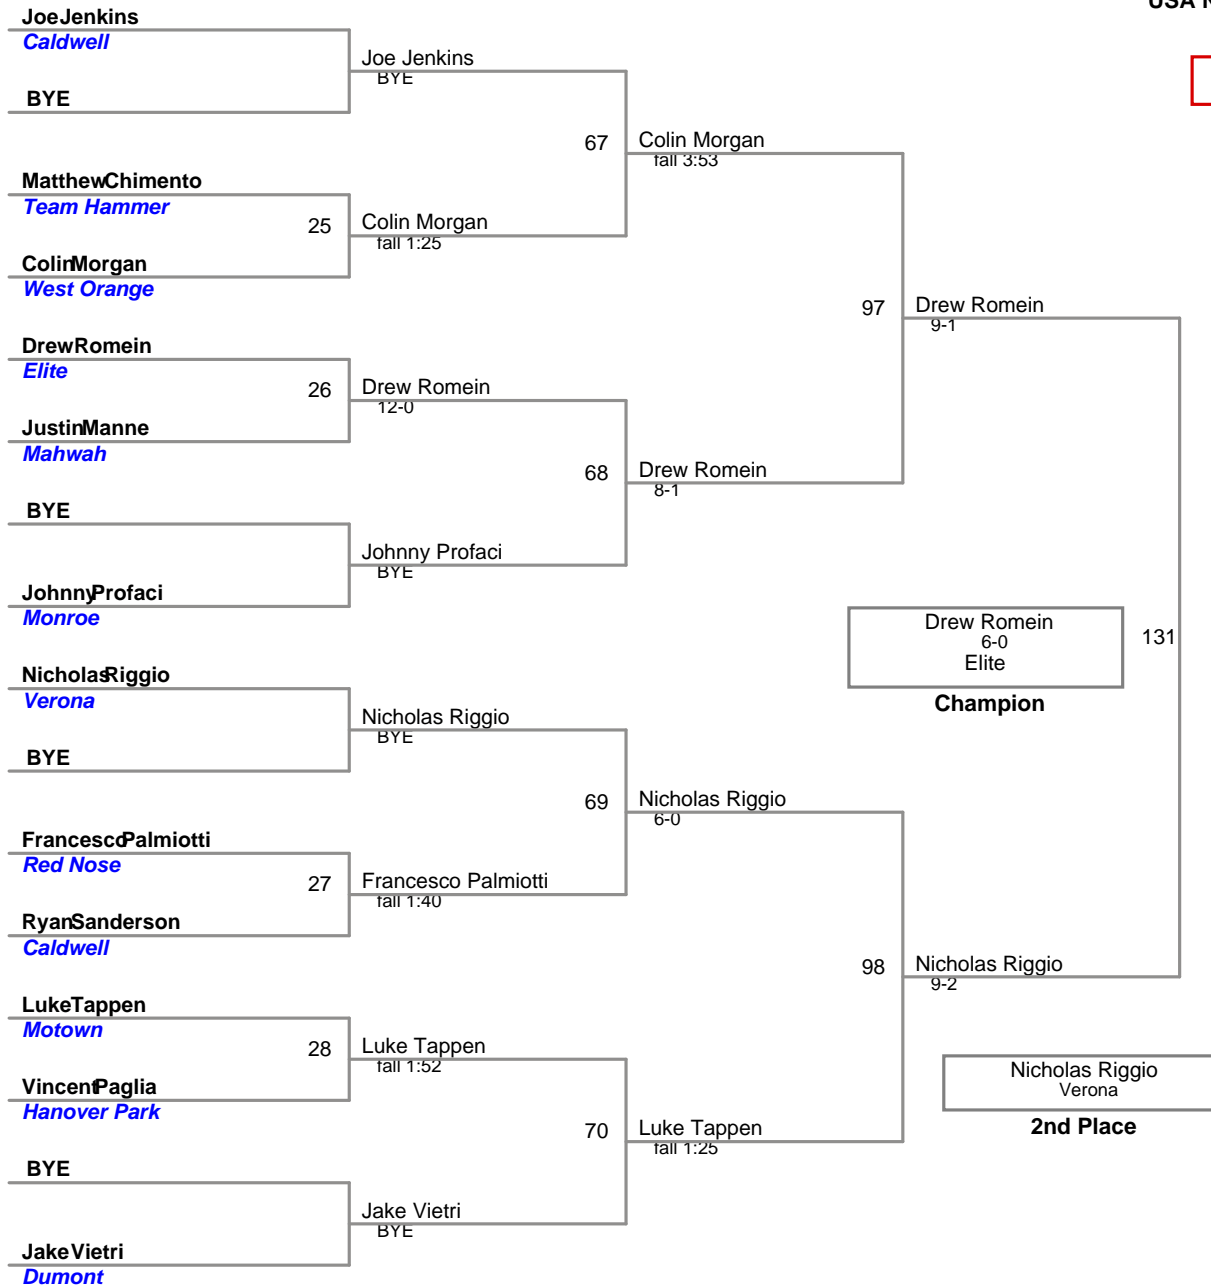 USA N
JoeJenkins
Caldwell
Joe Jenkins
BYE
BYE
67
Colin Morgan
fall 3:53
MatthewChimento
Team Hammer
25
Colin Morgan
fall 1:25
ColinMorgan
West Orange
97
Drew Romein
9-1
DrewRomein
Elite
26
Drew Romein
12-0
JustinManne
Mahwah
68
Drew Romein
8-1
BYE
Johnny Profaci
BYE
JohnnyProfaci
Monroe
Drew Romein
6-0
Elite
131
Champion
NicholasRiggio
Verona
Nicholas Riggio
BYE
BYE
69
Nicholas Riggio
6-0
FrancescoPalmiotti
Red Nose
27
Francesco Palmiotti
fall 1:40
RyanSanderson
Caldwell
98
Nicholas Riggio
9-2
LukeTappen
Motown
28
Luke Tappen
fall 1:52
VincentPaglia
Hanover Park
Nicholas Riggio
Verona
2nd Place
70
Luke Tappen
fall 1:25
BYE
Jake Vietri
BYE
JakeVietri
Dumont